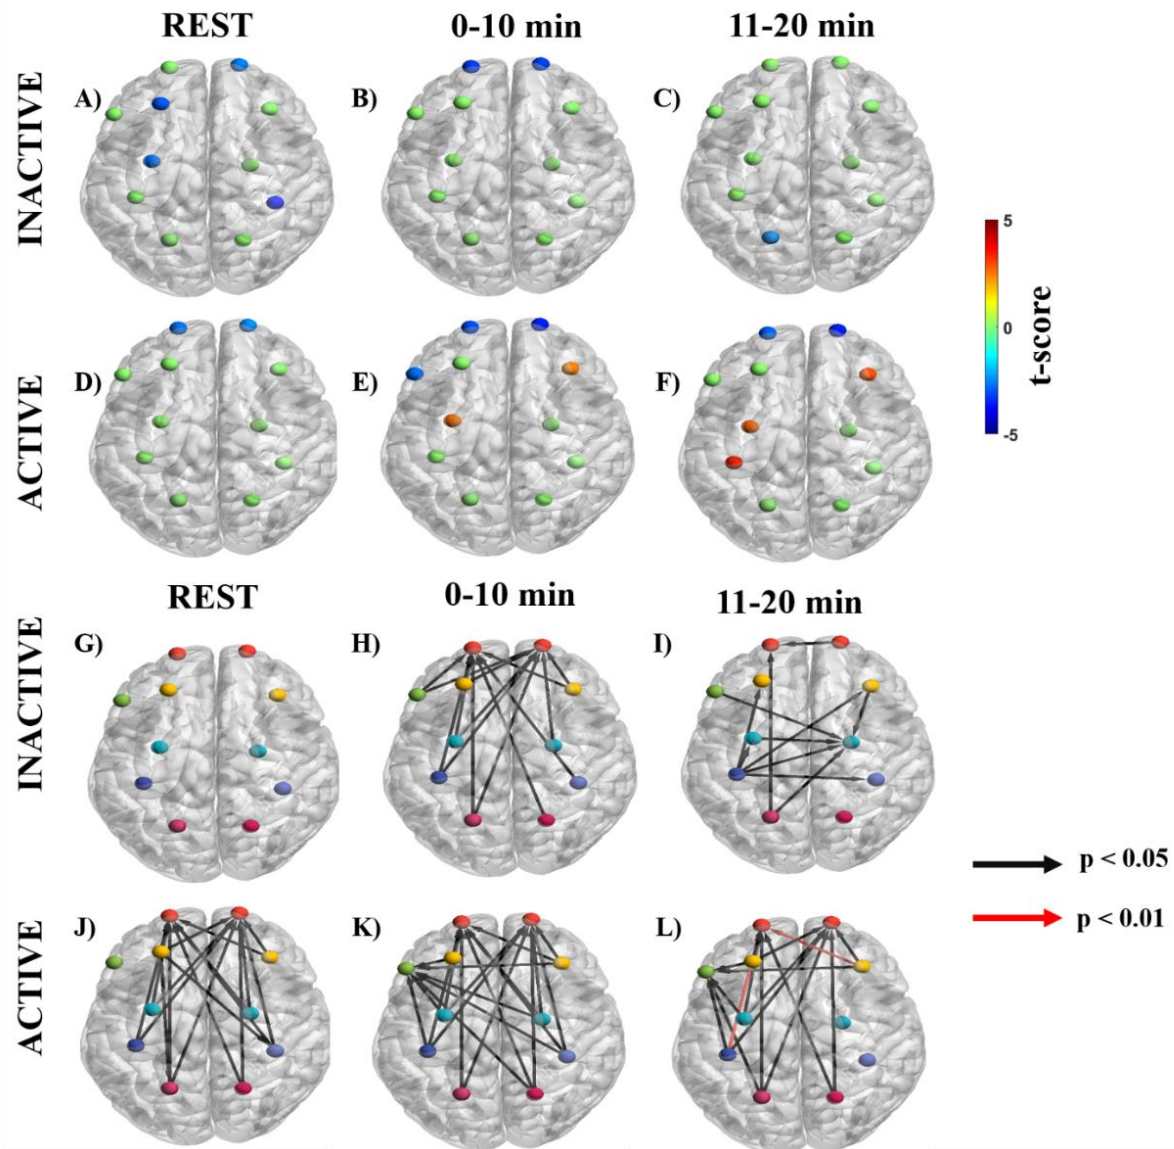 REST 0-10 min 11-20 min
INACTIVE
A) B) C)
5
0
-5
t-score
ACTIVE
D) E) F)
REST 0-10 min 11-20 min
INACTIVE
G) H) I)
p < 0.05
p < 0.01
ACTIVE
J) K) L)